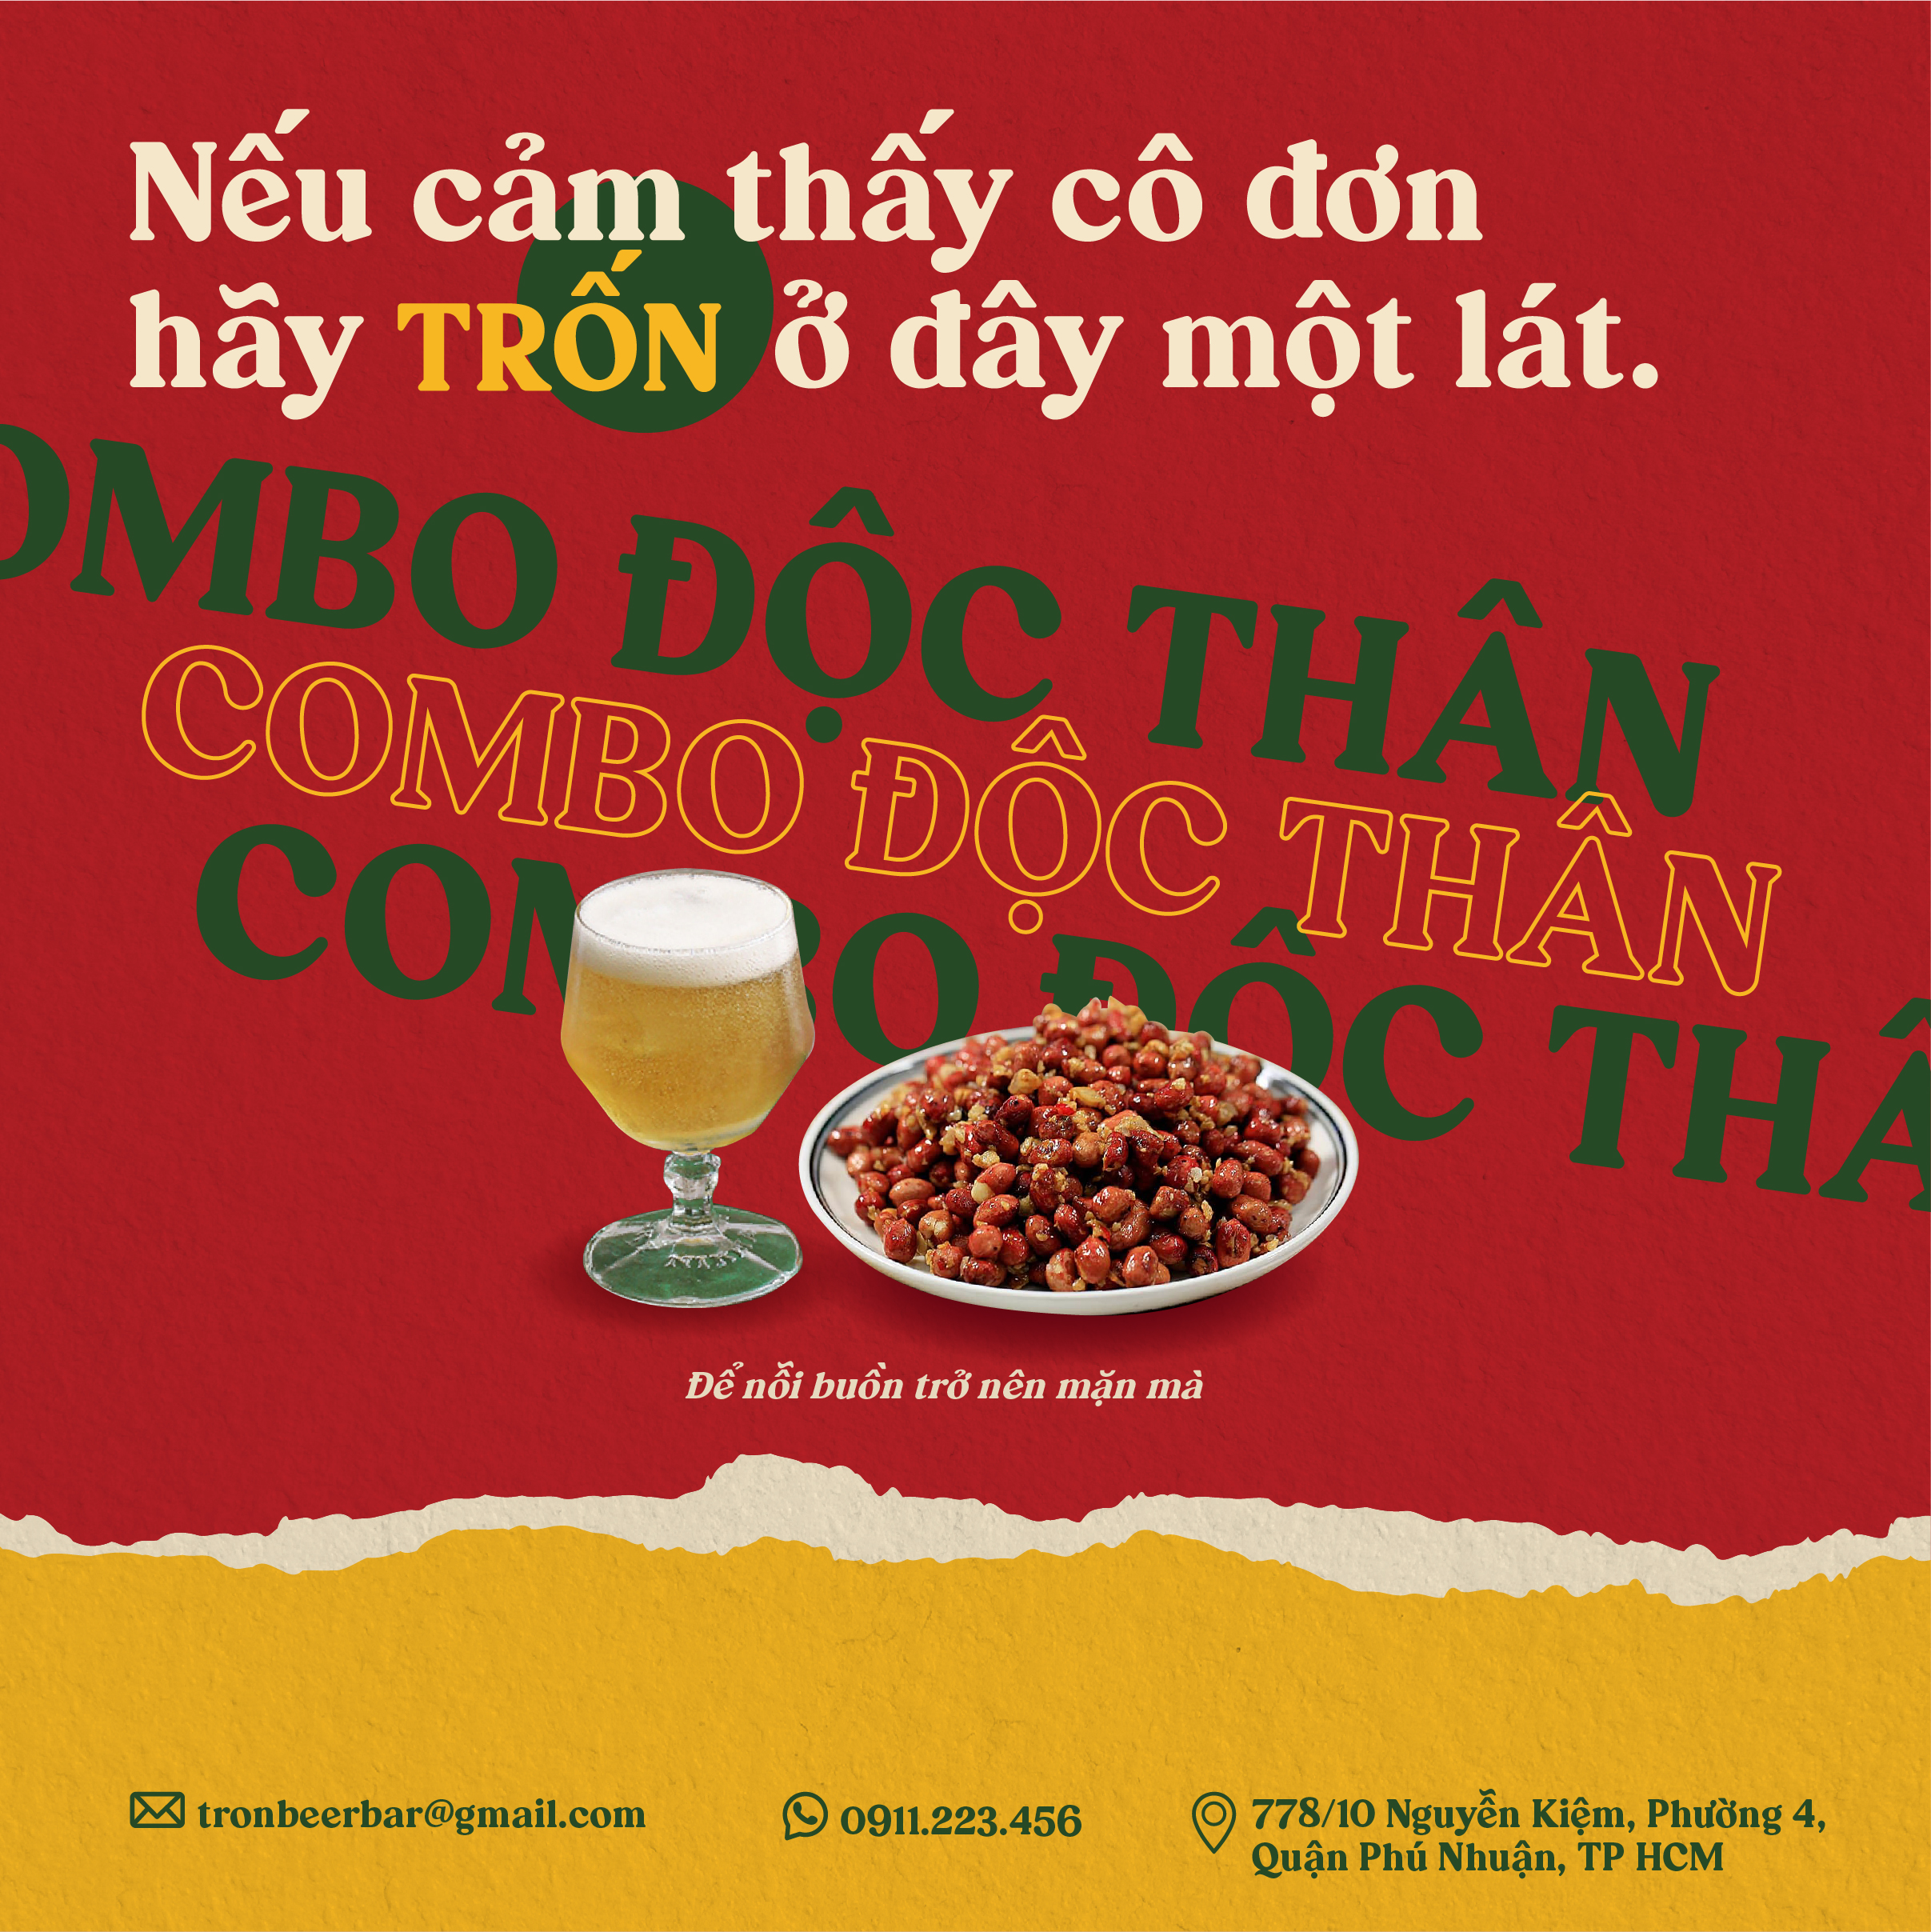 Nếu cảm thấy cô đơn
hãy TRỐN ở đây một lát.
OMBO ĐỘC THÂN
COMBO ĐỘC THÂN
COMBO ĐỘC THÂ
Để nỗi buồn trở nên mặn mà
tronbeerbar@gmail.com
0911.223.456
778/10 Nguyễn Kiệm, Phường 4,
Quận Phú Nhuận, TP HCM